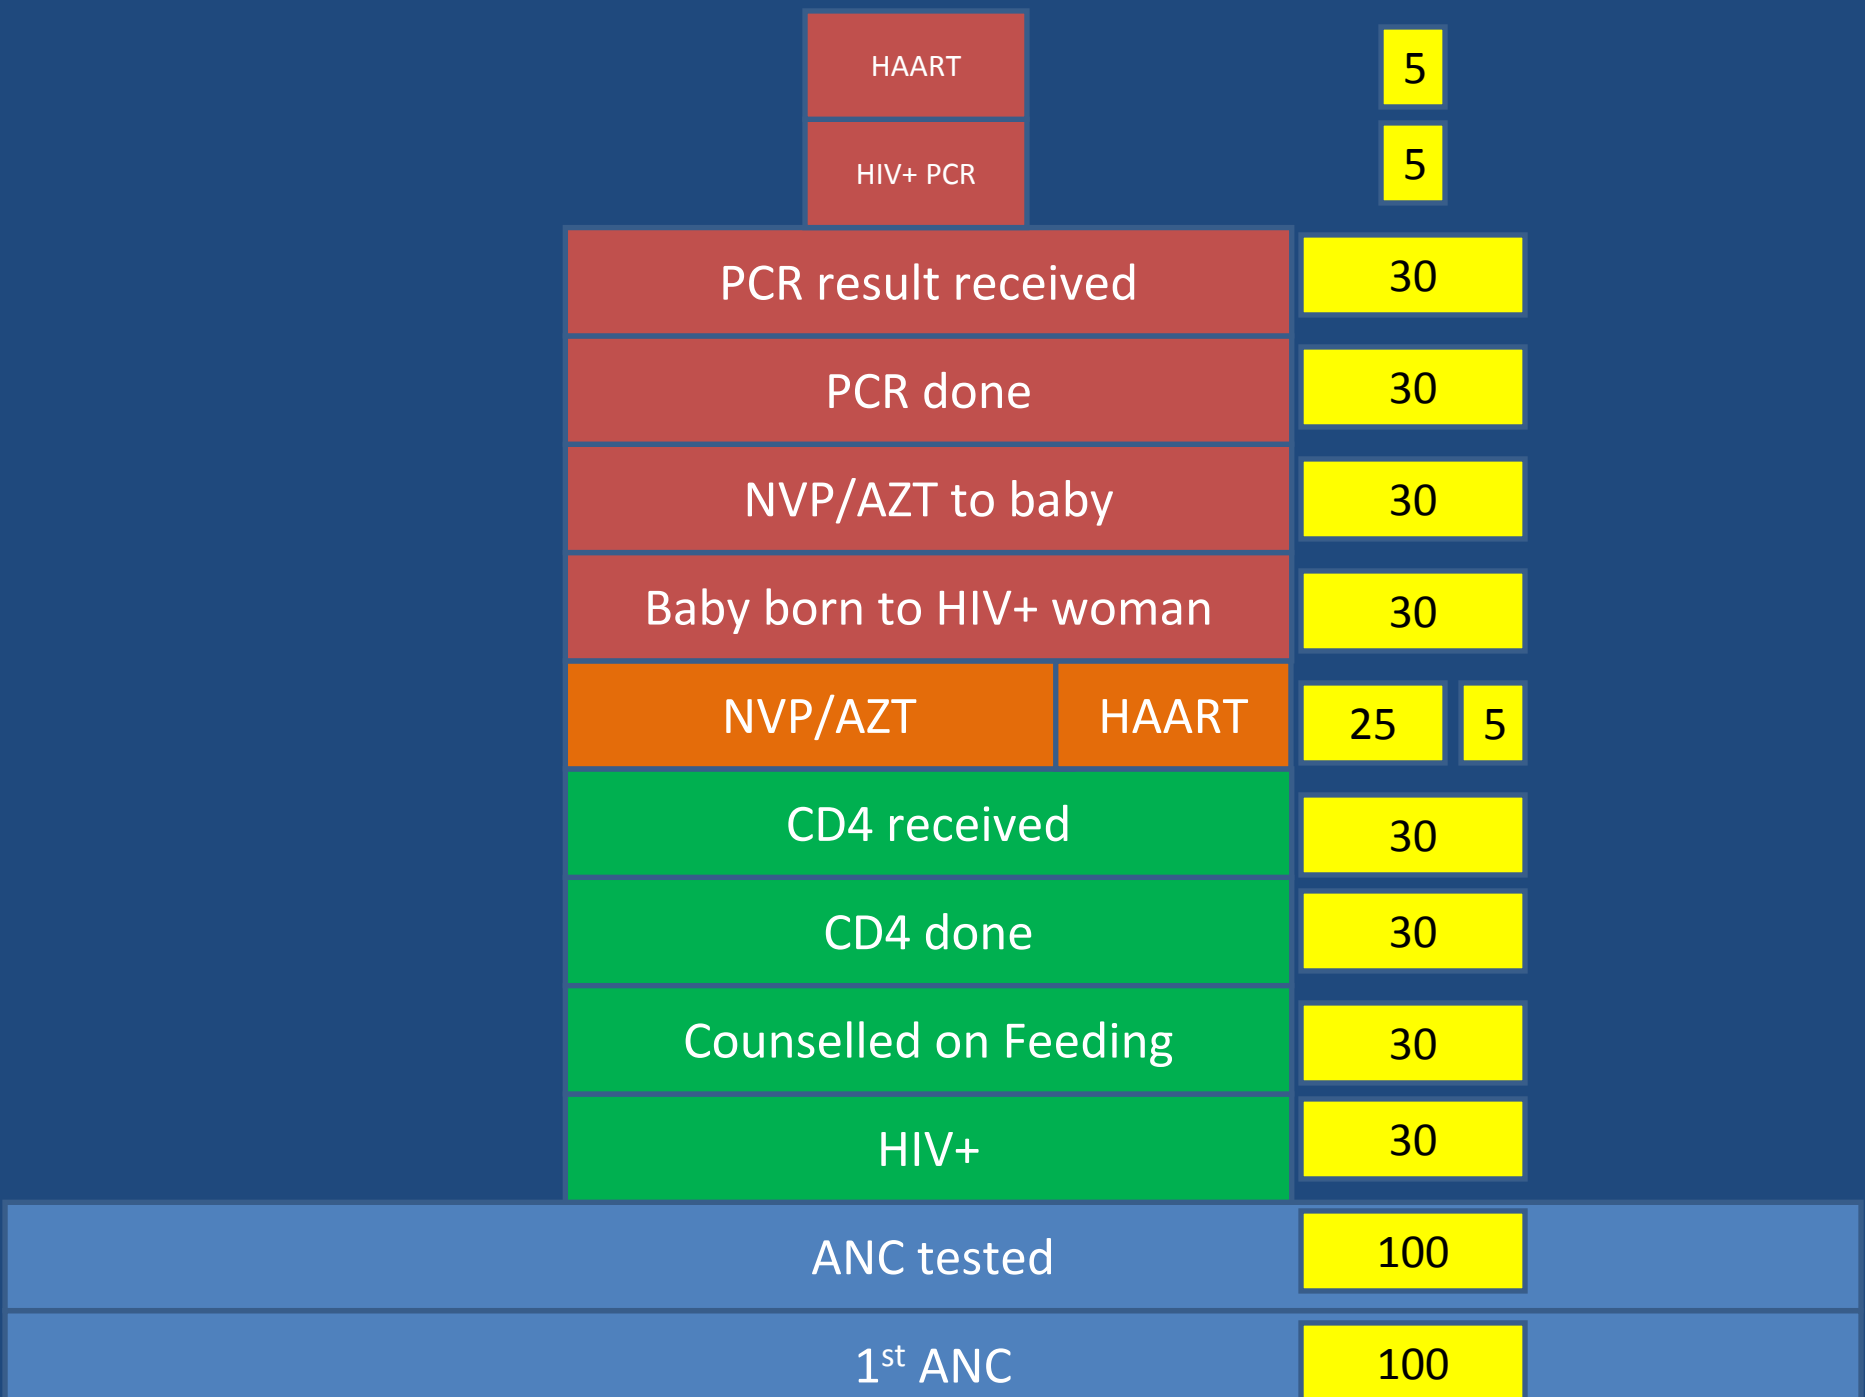 HAART 5
HIV+ PCR 5
PCR result received 30
PCR done 30
NVP/AZT to baby 30
Baby born to HIV+ woman 30
NVP/AZT HAART 25 5
CD4 received 30
CD4 done 30
Counselled on Feeding 30
HIV+ 30
ANC tested 100
1st ANC 100